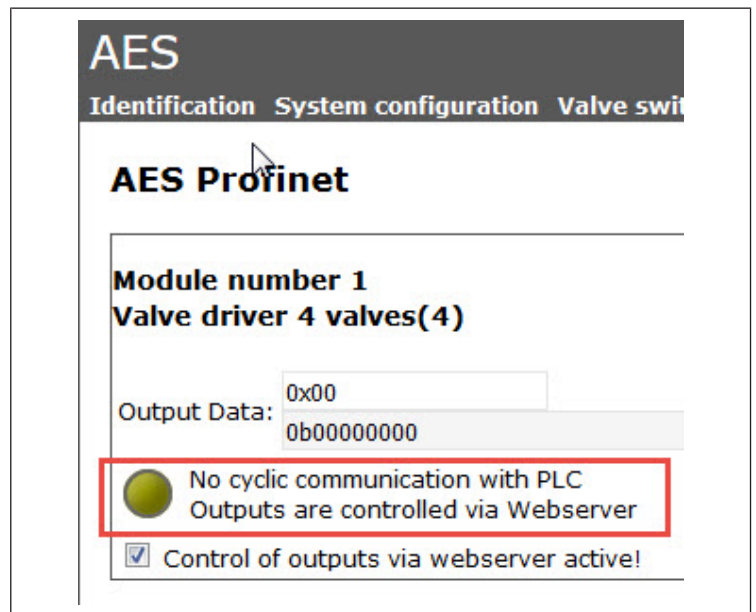 AES
Identification System configuration Valve swit
AES Profinet
Module number 1
Valve driver 4 valves(4)
Output Data:
0x00
0b00000000
No cyclic communication with PLC
Outputs are controlled via Webserver
Control of outputs via webserver active!